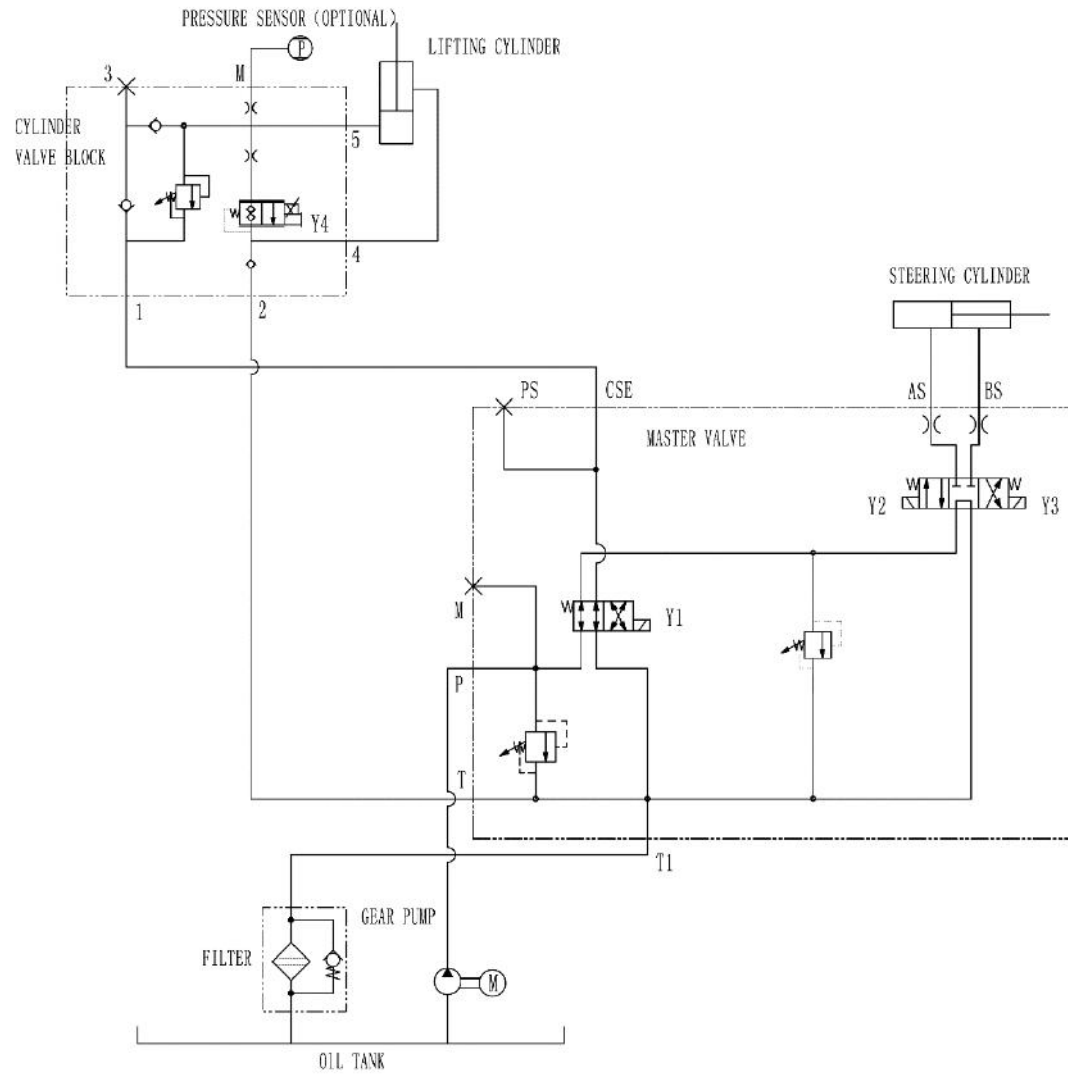 PRESSURE SENSOR (OPTIONAL)
P
LIFTING CYLINDER
3
M
CYLINDER
VALVE BLOCK
5
Y4
4
1
2
STEERING CYLINDER
PS
CSE
AS
BS
MASTER VALVE
Y2
Y3
M
Y1
P
T
T1
GEAR PUMP
FILTER
M
OIL TANK